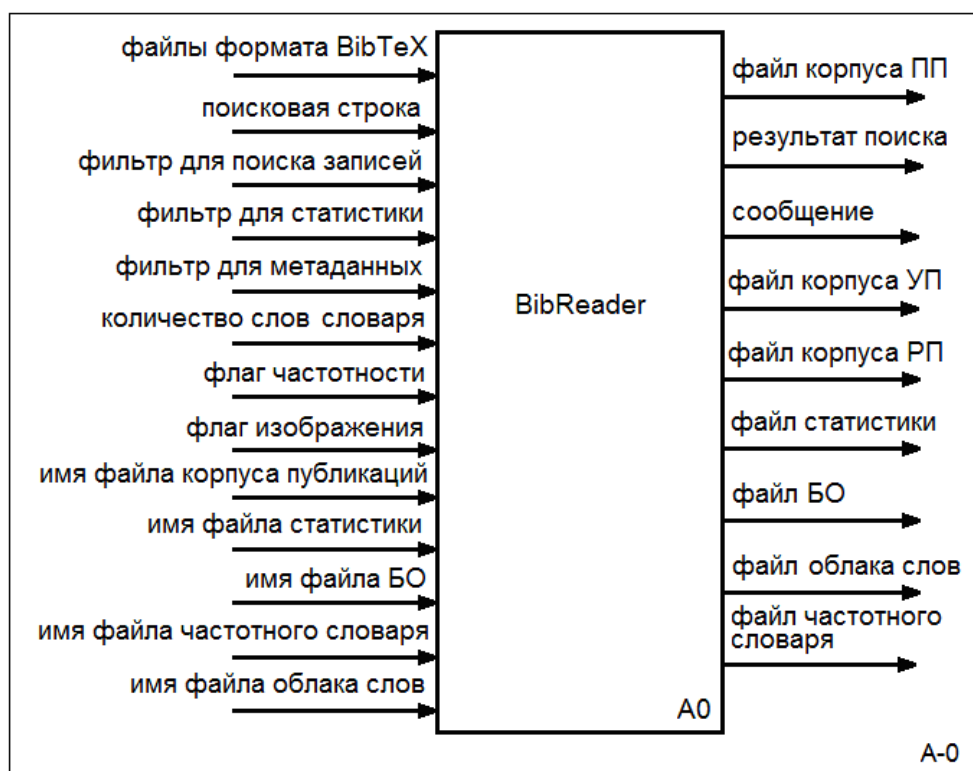 файлы формата BibTeX
поисковая строка
фильтр для поиска записей
фильтр для статистики
фильтр для метаданных
количество слов словаря
флаг частотности
флаг изображения
имя файла корпуса публикаций
имя файла статистики
имя файла БО
имя файла частотного словаря
имя файла облака слов
BibReader
A0
файл корпуса ПП
результат поиска
сообщение
файл корпуса УП
файл корпуса РП
файл статистики
файл БО
файл облака слов
файл частотного
словаря
A-0